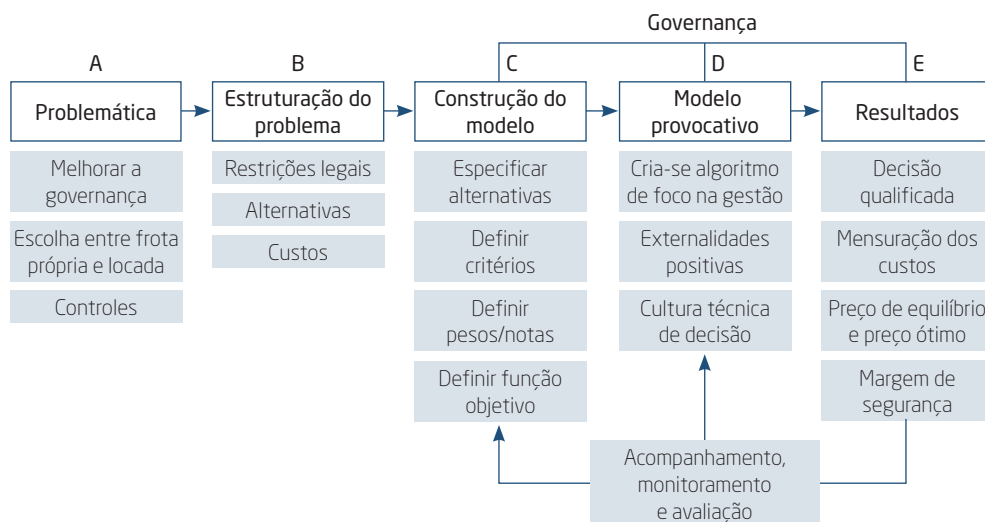 Governança
A
B
C
D
E
Problemática
Estruturação do
problema
Construção do
modelo
Modelo
provocativo
Resultados
Melhorar a
governança
Escolha entre frota
própria e locada
Controles
Restrições legais
Alternativas
Custos
Especificar
alternativas
Definir
critérios
Definir
pesos/notas
Definir função
objetivo
Cria-se algoritmo
de foco na gestão
Externalidades
positivas
Cultura técnica
de decisão
Decisão
qualificada
Mensuração dos
custos
Preço de equilíbrio
e preço ótimo
Margem de
segurança
Acompanhamento,
monitoramento
e avaliação